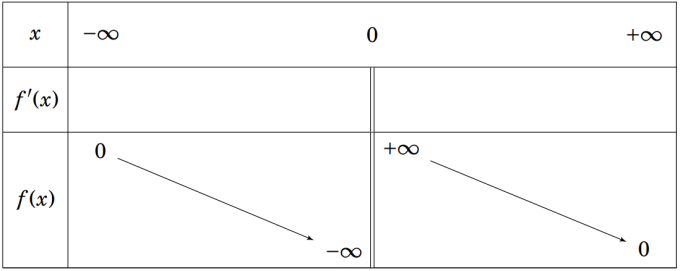 x −∞ 0 +∞
f′(x)
f(x) 0 −∞ +∞ 0